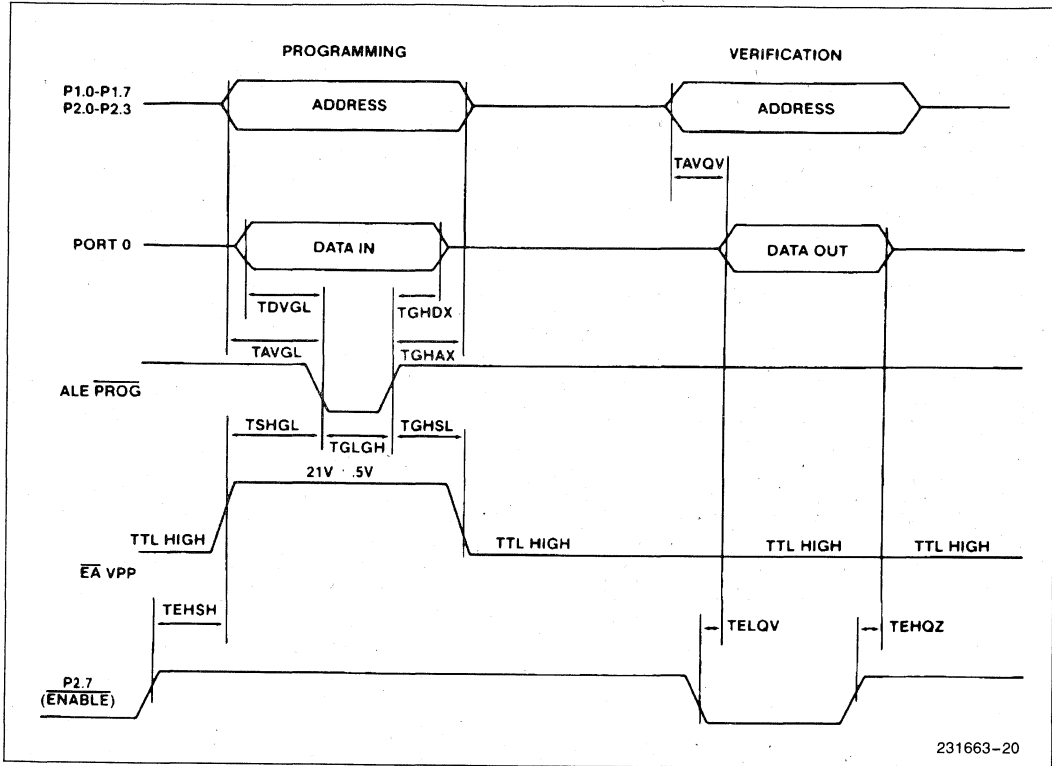 PROGRAMMING
VERIFICATION
P1.0-P1.7
P2.0-P2.3
ADDRESS
ADDRESS
TAVQV
PORT 0
DATA IN
DATA OUT
TDVGL
TGHDX
TAVGL
TGHAX
ALE PROG
TSHGL
TGLGH
TGHSL
21V .5V
TTL HIGH
TTL HIGH
TTL HIGH
TTL HIGH
EA VPP
TEHSH
TELQV
TEHQZ
P2.7
(ENABLE)
231663-20